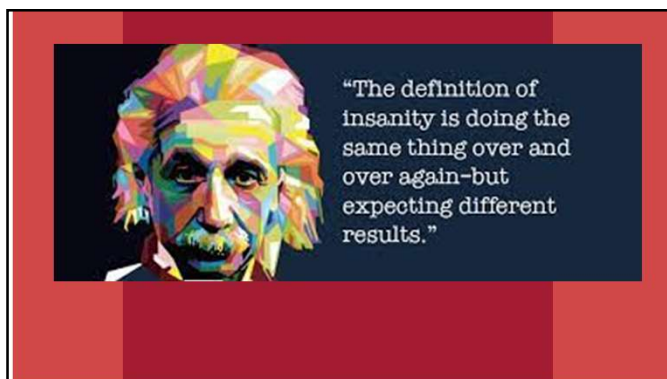 “The definition of
insanity is doing the
same thing over and
over again–but
expecting different
results.”